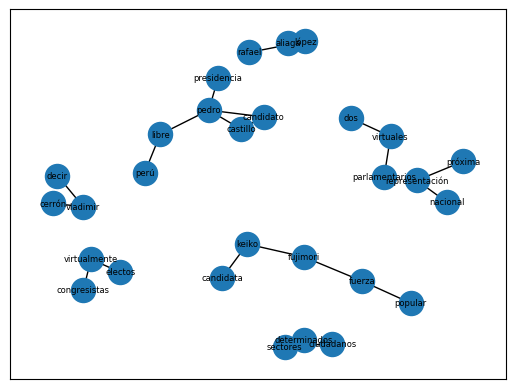 lópez
aliaga
rafael
presidencia
pedro
candidato
dos
castillo
libre
virtuales
próxima
perú
decir
parlamentarios
representación
cerrón
vladimir
nacional
keiko
fujimori
virtualmente
electos
candidata
fuerza
congresistas
popular
determinados
ciudadanos
sectores